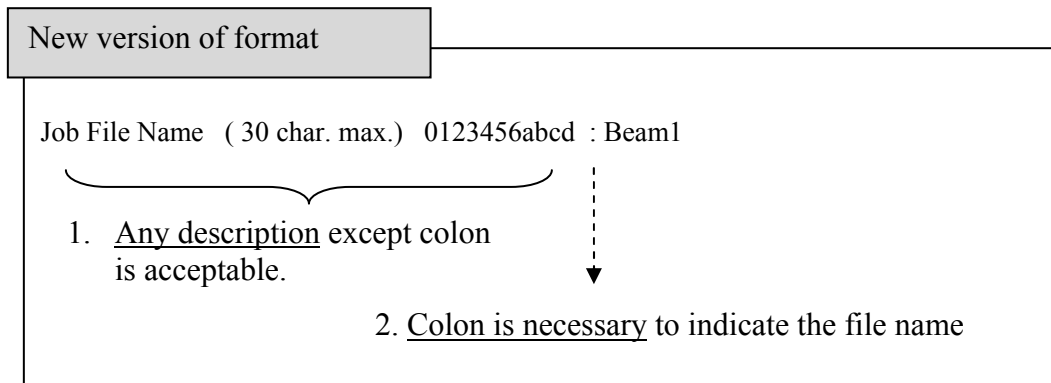 New version of format
Job File Name ( 30 char. max.) 0123456abcd : Beam1
1. Any description except colon
is acceptable.
2. Colon is necessary to indicate the file name